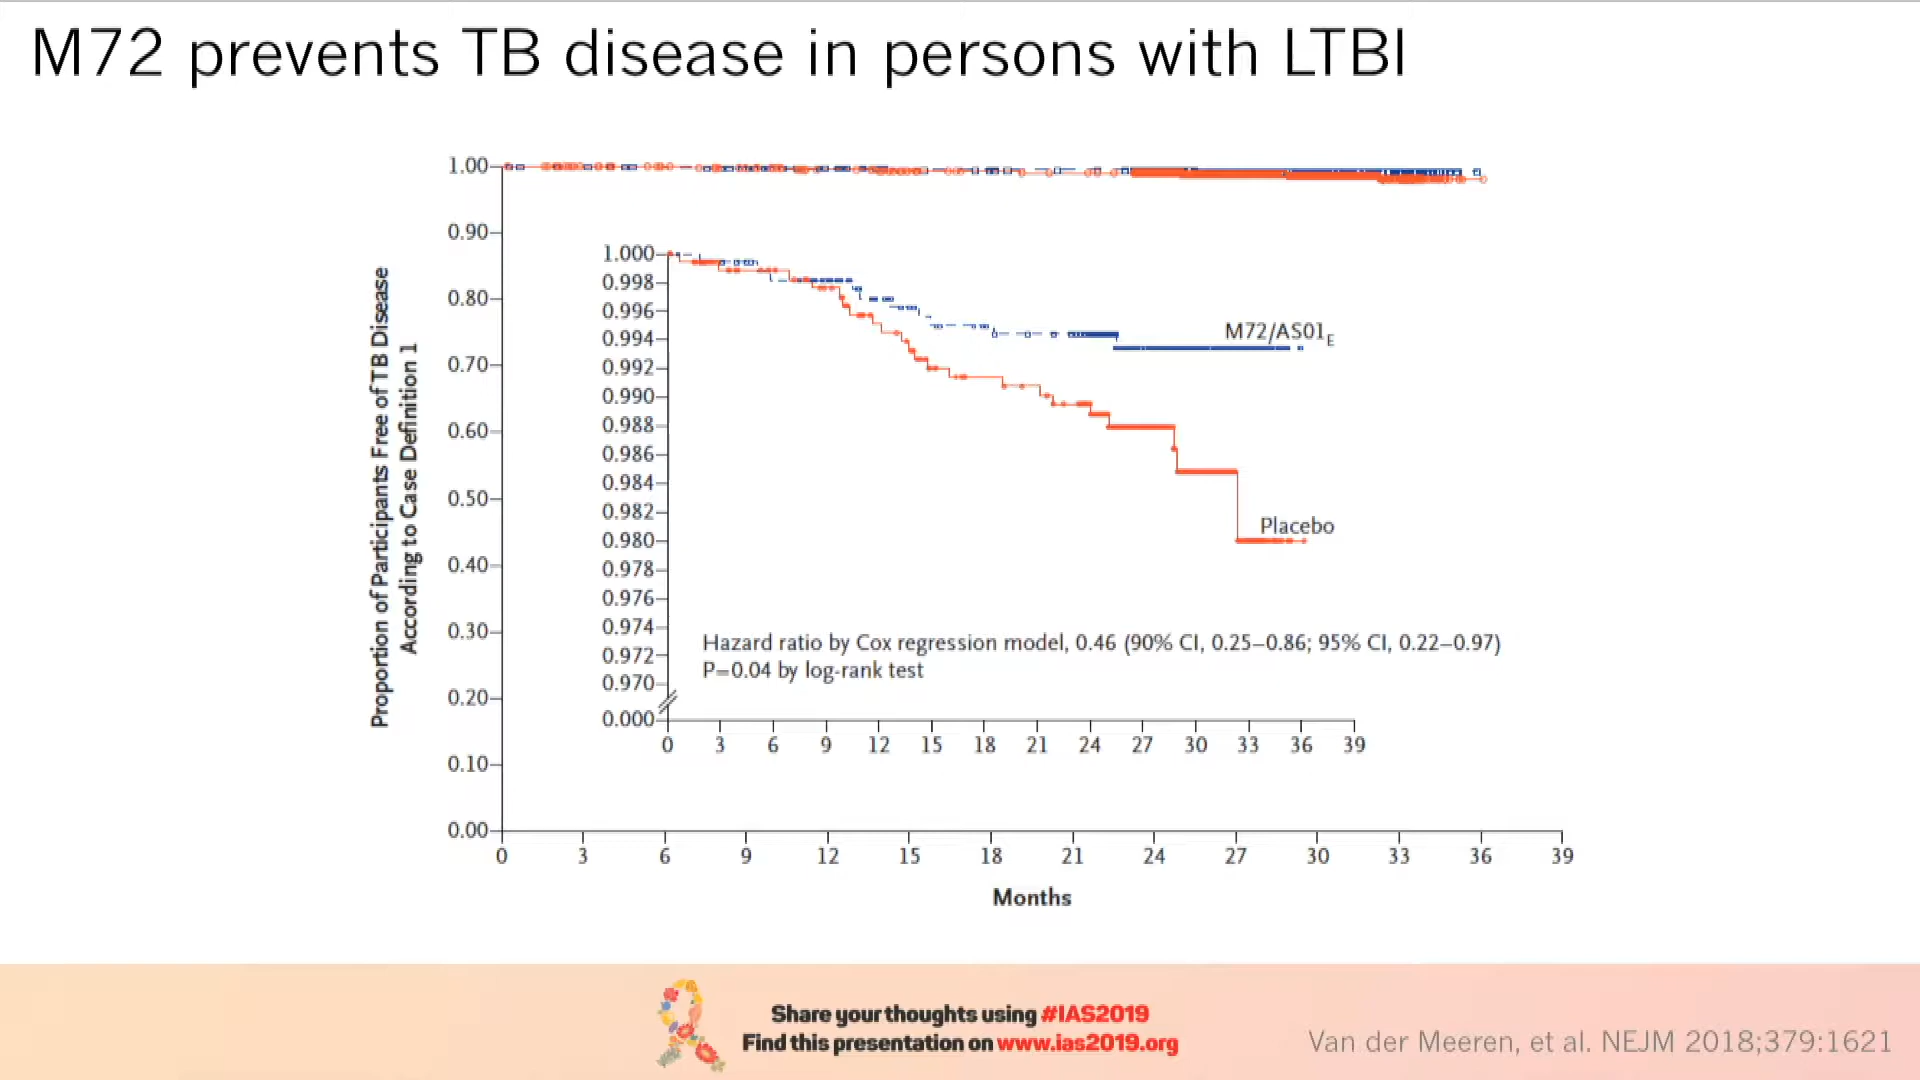 M72 prevents TB disease in persons with LTBI
Proportion of Participants Free of TB Disease
According to Case Definition 1
1.00
0.90
0.80
0.70
0.60
0.50
0.40
0.30
0.20
0.10
0.00
1.000
0.998
0.996
0.994
0.992
0.990
0.988
0.986
0.984
0.982
0.980
0.978
0.976
0.974
0.972
0.970
0.000
M72/AS01E
Placebo
Hazard ratio by Cox regression model, 0.46 (90% CI, 0.25–0.86; 95% CI, 0.22–0.97)
P=0.04 by log-rank test
0 3 6 9 12 15 18 21 24 27 30 33 36 39
0 3 6 9 12 15 18 21 24 27 30 33 36 39
Months
Share your thoughts using #IAS2019
Find this presentation on www.ias2019.org
Van der Meeren, et al. NEJM 2018;379:1621